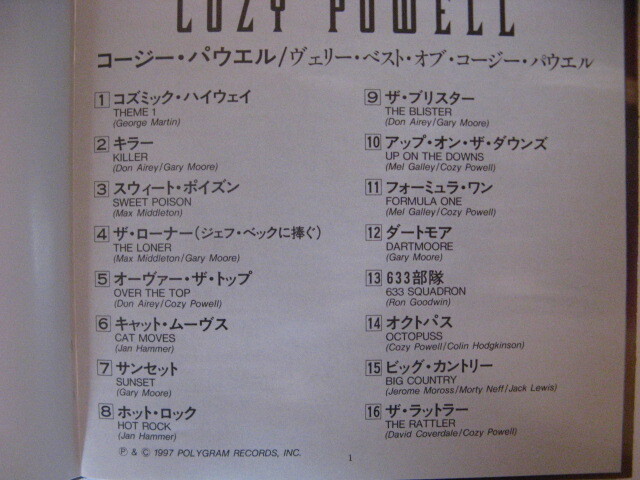 COZY POWELL
コージー・パウエル/ヴェリー・ベスト・オブ・コージー・パウエル
1 コズミック・ハイウェイ
THEME 1
(George Martin)
2 キラー
KILLER
(Don Airey/Gary Moore)
3 スウィート・ポイズン
SWEET POISON
(Max Middleton)
4 ザ・ローナー(ジェフ・ベックに捧ぐ)
THE LONER
(Max Middleton/Gary Moore)
5 オーヴァー・ザ・トップ
OVER THE TOP
(Don Airey/Cozy Powell)
6 キャット・ムーヴス
CAT MOVES
(Jan Hammer)
7 サンセット
SUNSET
(Gary Moore)
8 ホット・ロック
HOT ROCK
(Jan Hammer)
9 ザ・ブリスター
THE BLISTER
(Don Airey/Gary Moore)
10 アップ・オン・ザ・ダウンズ
UP ON THE DOWNS
(Mel Galley/Cozy Powell)
11 フォーミュラ・ワン
FORMULA ONE
(Mel Galley/Cozy Powell)
12 ダートモア
DARTMOORE
(Gary Moore)
13 633部隊
633 SQUADRON
(Ron Goodwin)
14 オクトパス
OCTOPUSS
(Cozy Powell/Colin Hodgkinson)
15 ビッグ・カントリー
BIG COUNTRY
(Jerome Moross/Morty Neff/Jack Lewis)
16 ザ・ラットラー
THE RATTLER
(David Coverdale/Cozy Powell)
℗ & © 1997 POLYGRAM RECORDS, INC.
1